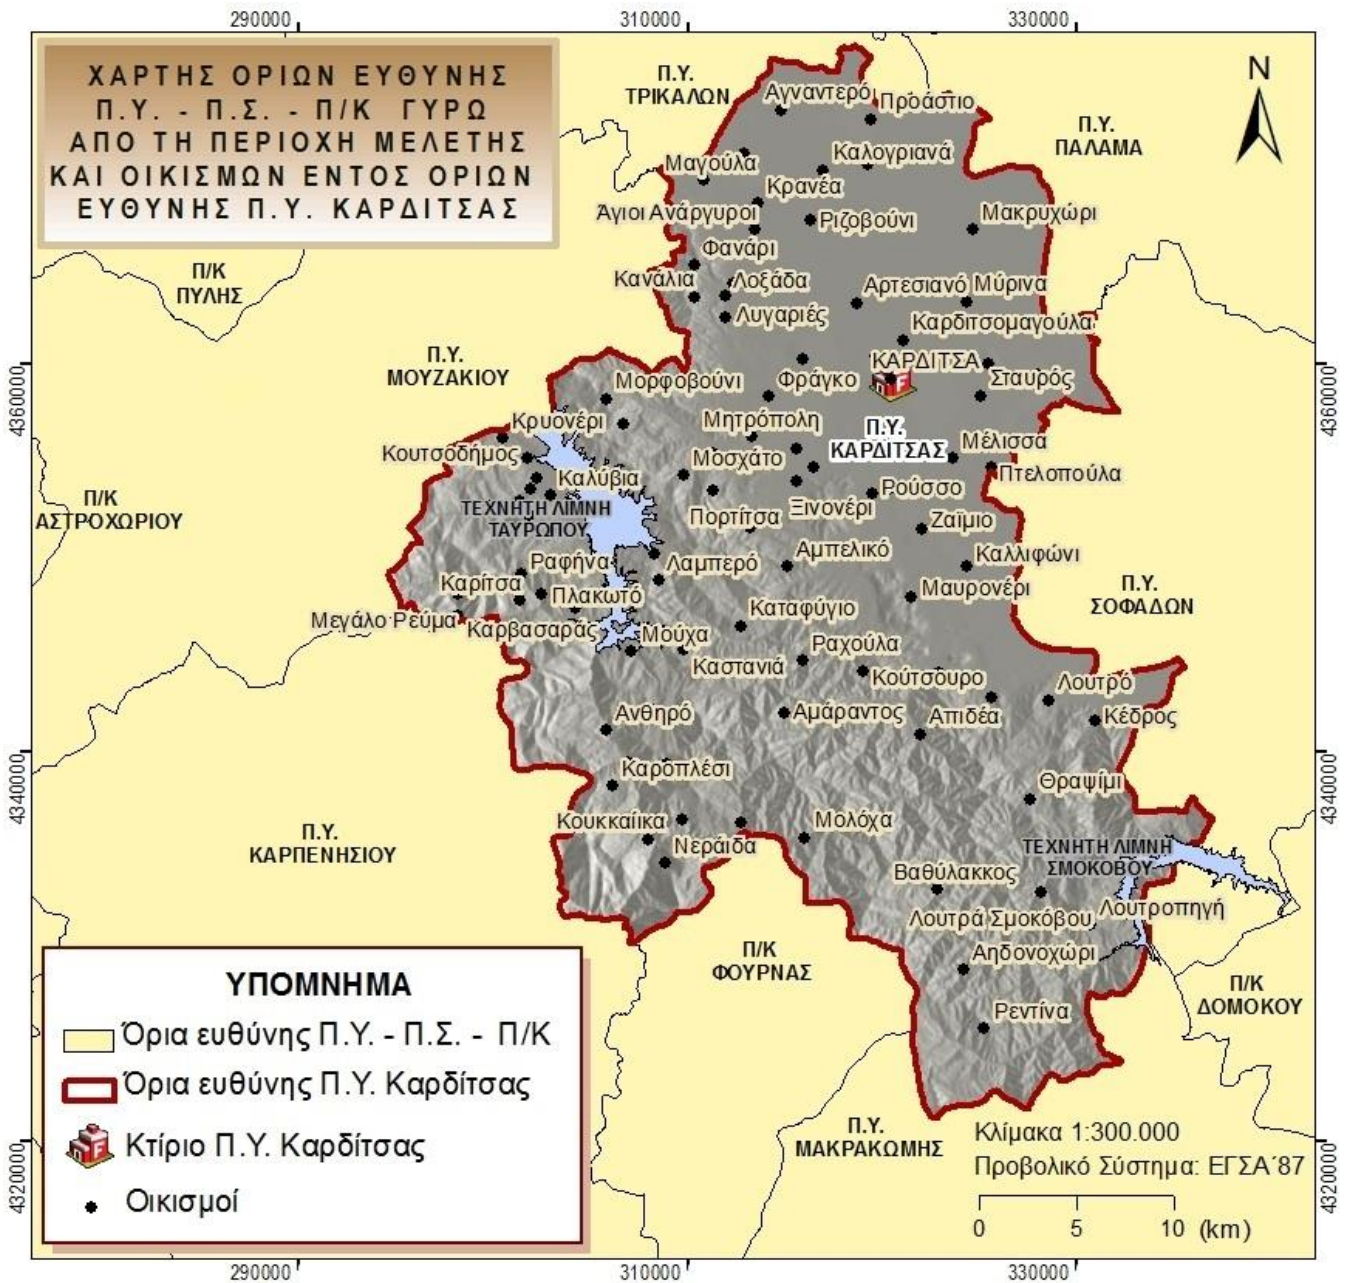 290000
310000
330000
ΧΑΡΤΗΣ ΟΡΙΩΝ ΕΥΘΥΝΗΣ
Π.Υ. - Π.Σ. - Π/Κ ΓΥΡΩ
ΑΠΟ ΤΗ ΠΕΡΙΟΧΗ ΜΕΛΕΤΗΣ
ΚΑΙ ΟΙΚΙΣΜΩΝ ΕΝΤΟΣ ΟΡΙΩΝ
ΕΥΘΥΝΗΣ Π.Υ. ΚΑΡΔΙΤΣΑΣ
Π.Υ.
ΤΡΙΚΑΛΩΝ
Αγναντερό
Προάστιο
N
Π.Υ.
ΠΑΛΑΜΑ
Μαγούλα
Καλογριανά
Κρανέα
Άγιοι Ανάργυροι
Ριζοβούνι
Μακρυχώρι
Φανάρι
Π/Κ
ΠΥΛΗΣ
Κανάλια
Λοξάδα
Αρτεσιανό
Μύρινα
Λυγαριές
Καρδιτσομαγούλα
Π.Υ.
ΜΟΥΖΑΚΙΟΥ
ΚΑΡΔΙΤΣΑ
Μορφοβούνι
Φράγκο
Σταυρός
4360000
4360000
Κρυονέρι
Μητρόπολη
Π.Υ.
ΚΑΡΔΙΤΣΑΣ
Μέλισσα
Κουτσοδήμος
Μοσχάτο
Πτελοπούλα
Καλύβια
Ρούσσο
Π/Κ
ΑΣΤΡΟΧΩΡΙΟΥ
ΤΕΧΝΗΤΗ ΛΙΜΝΗ
ΤΑΥΡΩΠΟΥ
Πορτίτσα
Ξινονέρι
Ζαϊμιο
Ραφήνα
Λαμπερό
Αμπελικό
Καλλιφώνι
Καρίτσα
Πλακωτό
Μαυρονέρι
Π.Υ.
ΣΟΦΑΔΩΝ
Μεγάλο Ρεύμα
Καρβασαράς
Μούχα
Καταφύγιο
Καστανιά
Ραχούλα
Κούτσουρο
Λουτρό
Ανθηρό
Αμάραντος
Απιδέα
Κέδρος
4340000
4340000
Καροπλέσι
Θραψίμι
Π.Υ.
ΚΑΡΠΕΝΗΣΙΟΥ
Κουκκαίικα
Μολόχα
Νεράιδα
ΤΕΧΝΗΤΗ ΛΙΜΝΗ
ΣΜΟΚΟΒΟΥ
Βαθύλακκος
Λουτροπηγή
Λουτρά Σμοκόβου
Π/Κ
ΦΟΥΡΝΑΣ
Αηδονοχώρι
Π/Κ
ΔΟΜΟΚΟΥ
Ρεντίνα
ΥΠΟΜΝΗΜΑ
Όρια ευθύνης Π.Υ. - Π.Σ. - Π/Κ
Όρια ευθύνης Π.Υ. Καρδίτσας
Κτίριο Π.Υ. Καρδίτσας
Οικισμοί
Π.Υ.
ΜΑΚΡΑΚΩΜΗΣ
Κλίμακα 1:300.000
Προβολικό Σύστημα: ΕΓΣΑ΄87
0 5 10 (km)
4320000
4320000
290000
310000
330000